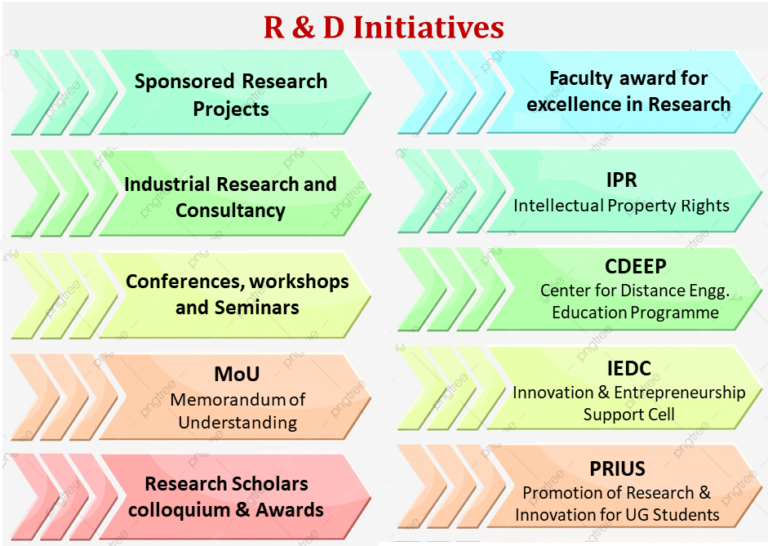 R & D Initiatives
Sponsored Research
Projects
Industrial Research and
Consultancy
Conferences, workshops
and Seminars
MoU
Memorandum of
Understanding
Research Scholars
colloquium & Awards
Faculty award for
excellence in Research
IPR
Intellectual Property Rights
CDEEP
Center for Distance Engg.
Education Programme
IEDC
Innovation & Entrepreneurship
Support Cell
PRIUS
Promotion of Research &
Innovation for UG Students
pngtree